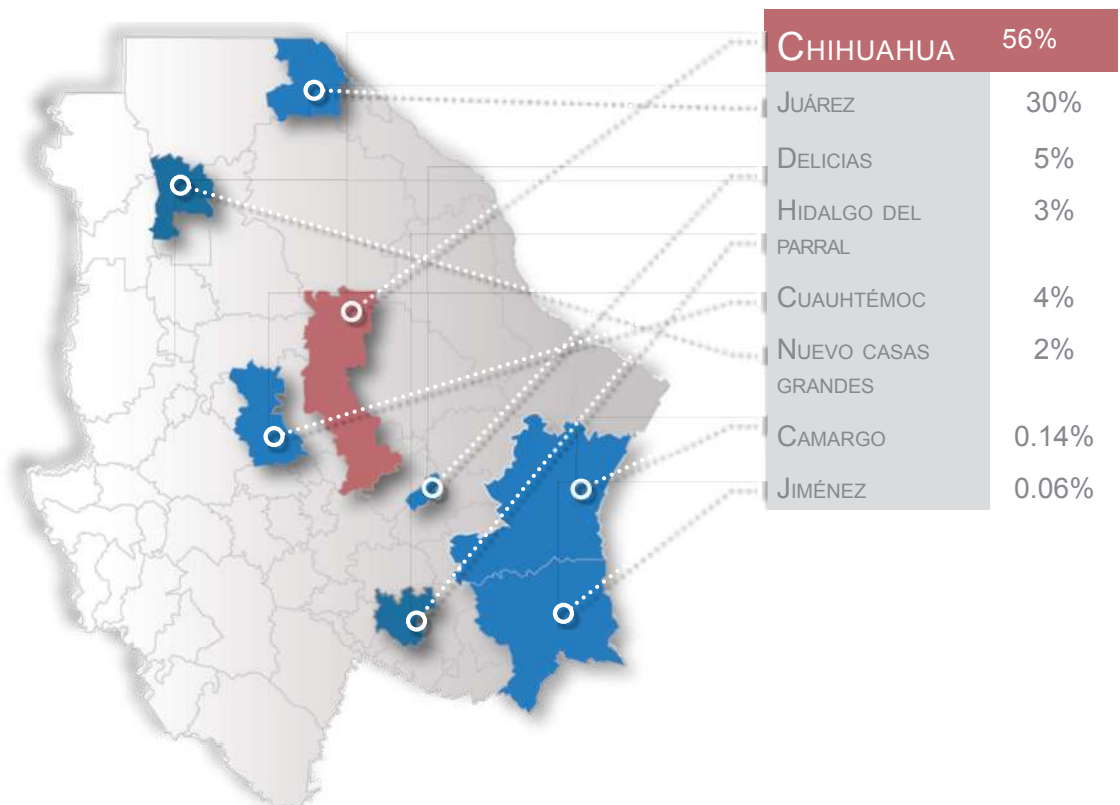 CHIHUAHUA 56%
JUÁREZ 30%
DELICIAS 5%
HIDALGO DEL 3%
PARRAL
CUAUHTÉMOC 4%
NUEVO CASAS 2%
GRANDES
CAMARGO 0.14%
JIMÉNEZ 0.06%